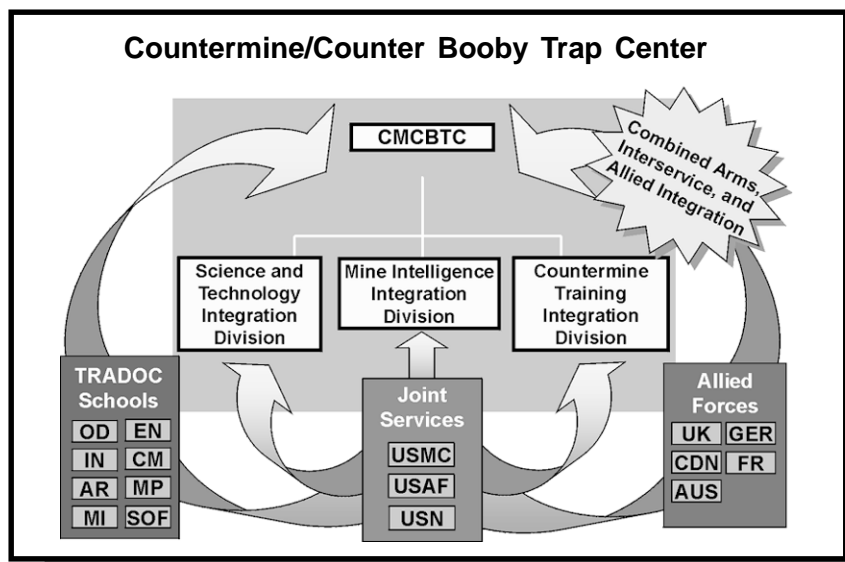 Countermine/Counter Booby Trap Center
CMCBTC
Combined Arms,
Interservice, and
Allied Integration
Science and
Technology
Integration
Division
Mine Intelligence
Integration
Division
Countermine
Training
Integration
Division
TRADOC
Schools
OD EN
IN CM
AR MP
MI SOF
Joint
Services
USMC
USAF
USN
Allied
Forces
UK GER
CDN FR
AUS